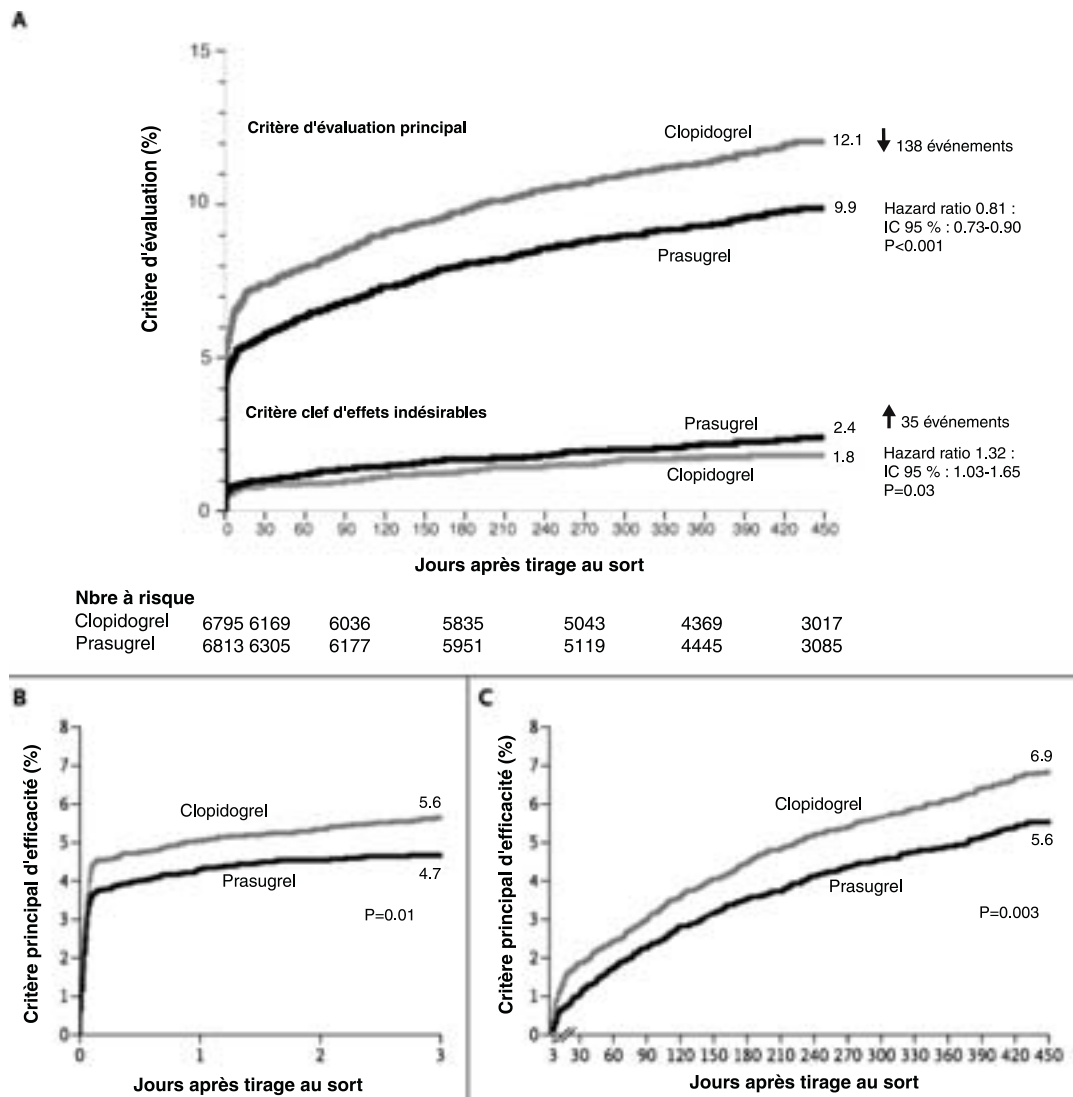 A
15
10
5
0
Critère d'évaluation (%)
Critère d'évaluation principal
Clopidogrel
12.1
138 événements
9.9
Prasugrel
Hazard ratio 0.81 :
IC 95 % : 0.73-0.90
P<0.001
Critère clef d'effets indésirables
Prasugrel
2.4
1.8
Clopidogrel
35 événements
Hazard ratio 1.32 :
IC 95 % : 1.03-1.65
P=0.03
0 30 60 90 120 150 180 210 240 270 300 330 360 390 420 450
Jours après tirage au sort
Nbre à risque
Clopidogrel 6795 6169 6036 5835 5043 4369 3017
Prasugrel 6813 6305 6177 5951 5119 4445 3085
B
8
7
6
5
4
3
2
1
0
Critère principal d'efficacité (%)
Clopidogrel
5.6
Prasugrel
4.7
P=0.01
0 1 2 3
Jours après tirage au sort
C
8
7
6
5
4
3
2
1
0
Critère principal d'efficacité (%)
6.9
Clopidogrel
5.6
Prasugrel
P=0.003
3 30 60 90 120 150 180 210 240 270 300 330 360 390 420 450
Jours après tirage au sort